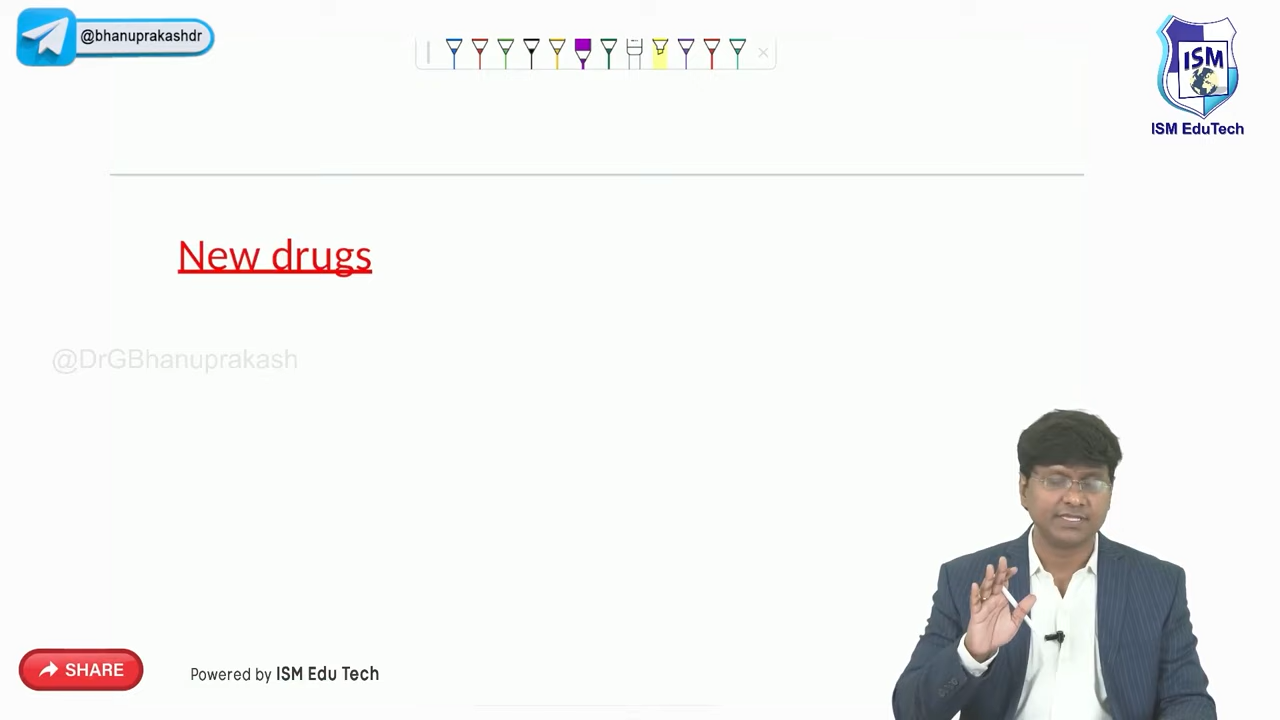 @bhanuprakashdr
ISM
ISM EduTech
New drugs
@DrGBhanuprakash
SHARE
Powered by ISM Edu Tech